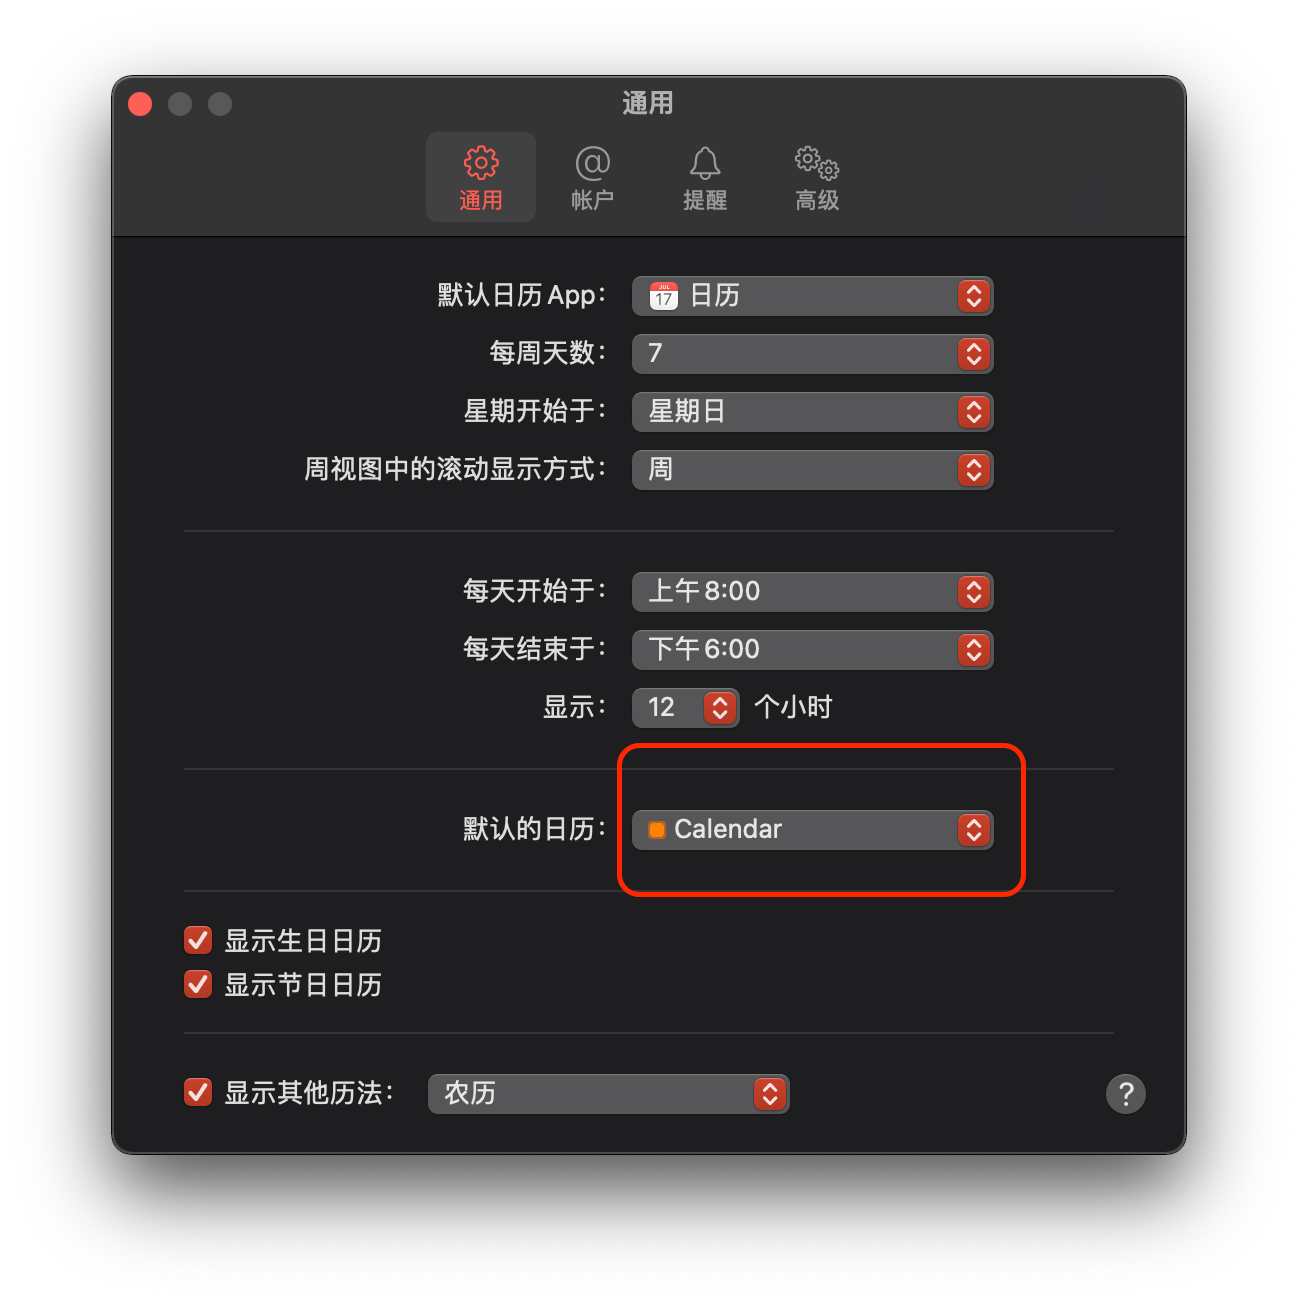 通用
通用
@
帐户
提醒
高级
默认日历App：
JUL
17
日历
每周天数：
7
星期开始于：
星期日
周视图中的滚动显示方式：
周
每天开始于：
上午8:00
每天结束于：
下午6:00
显示：
12
个小时
默认的日历：
Calendar
显示生日日历
显示节日日历
显示其他历法：
农历
?